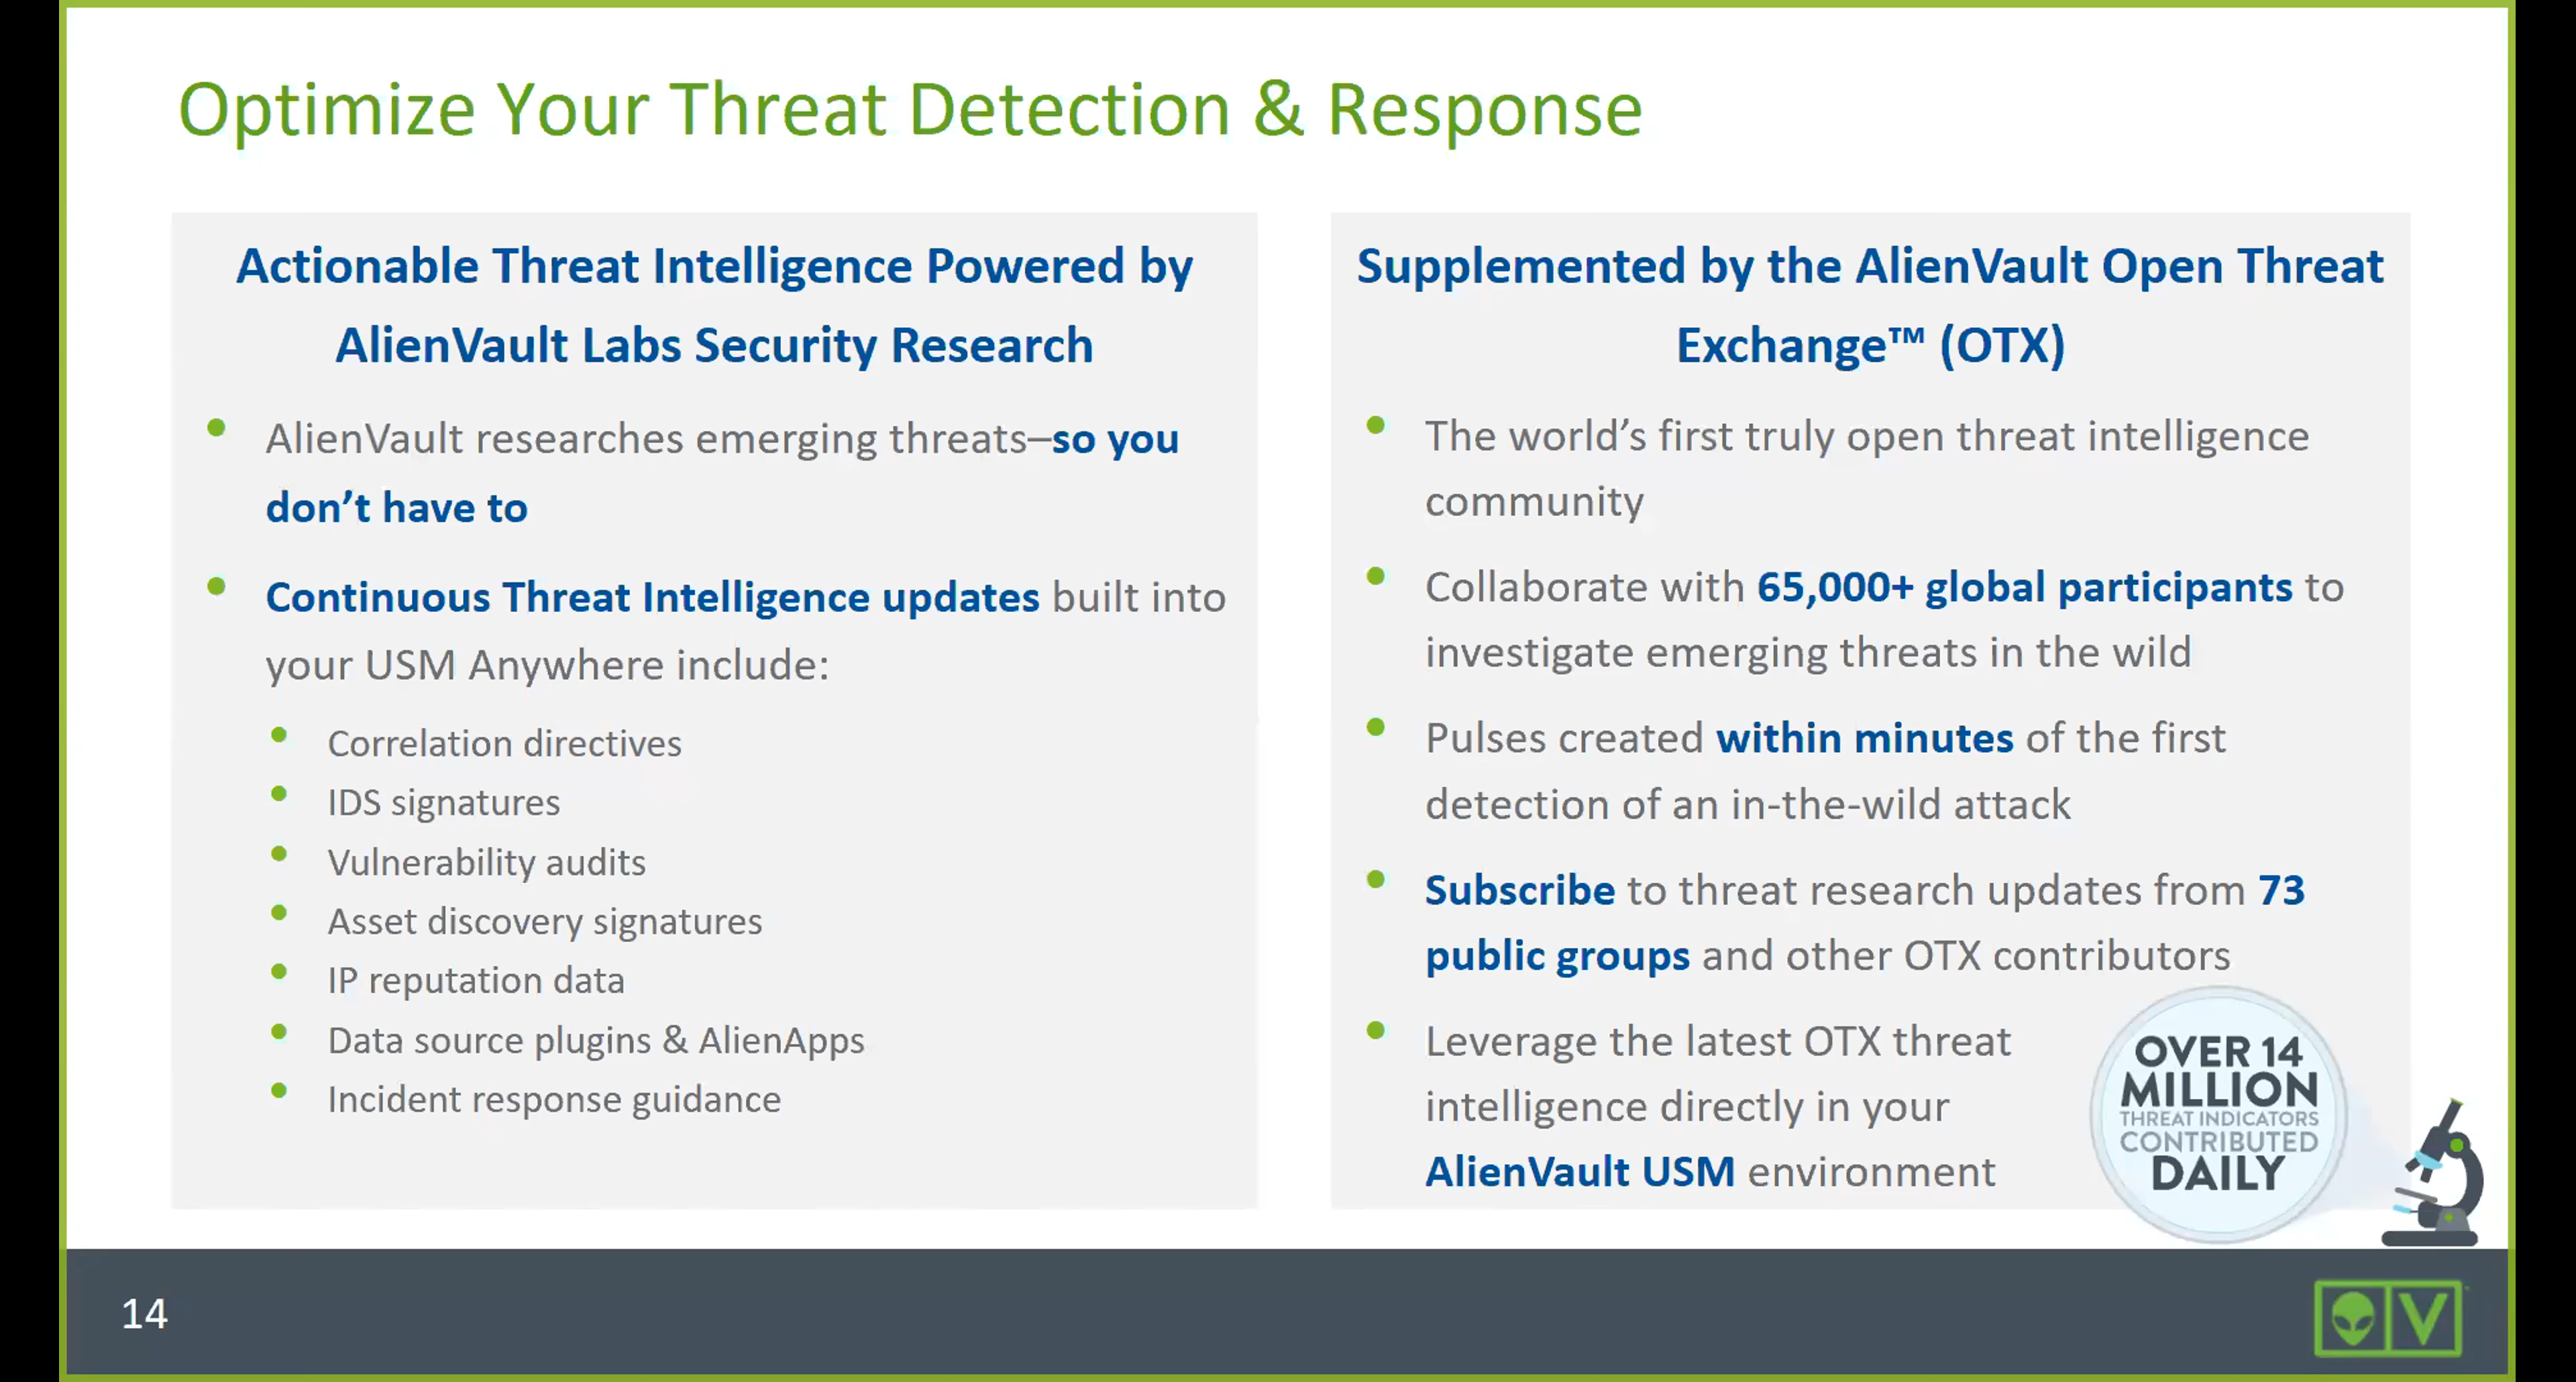 Optimize Your Threat Detection & Response
Actionable Threat Intelligence Powered by
AlienVault Labs Security Research
AlienVault researches emerging threats–so you
don’t have to
Continuous Threat Intelligence updates built into
your USM Anywhere include:
Correlation directives
IDS signatures
Vulnerability audits
Asset discovery signatures
IP reputation data
Data source plugins & AlienApps
Incident response guidance
Supplemented by the AlienVault Open Threat
Exchange™ (OTX)
The world’s first truly open threat intelligence
community
Collaborate with 65,000+ global participants to
investigate emerging threats in the wild
Pulses created within minutes of the first
detection of an in-the-wild attack
Subscribe to threat research updates from 73
public groups and other OTX contributors
Leverage the latest OTX threat
intelligence directly in your
AlienVault USM environment
OVER 14
MILLION
THREAT INDICATORS
CONTRIBUTED
DAILY
14
V